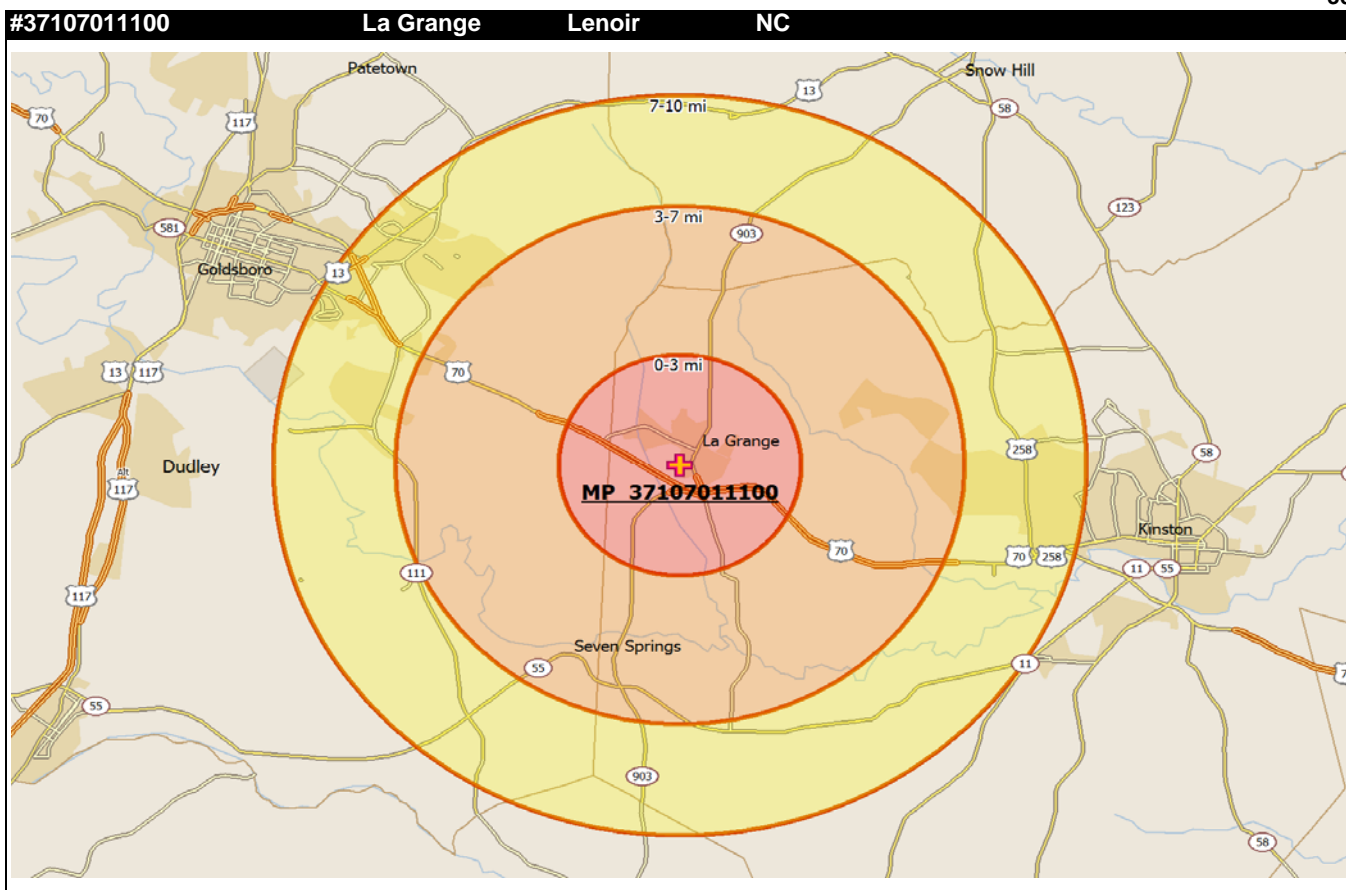 #37107011100 La Grange Lenoir NC
Patetown
Snow Hill
13
7-10 mi
58
70
117
123
3-7 mi
581
903
Goldsboro
13
0-3 mi
13 117
70
La Grange
258
58
Dudley
Alt
117
MP 37107011100
Kinston
70
70 258
11 55
111
117
Seven Springs
55
11
55
903
58